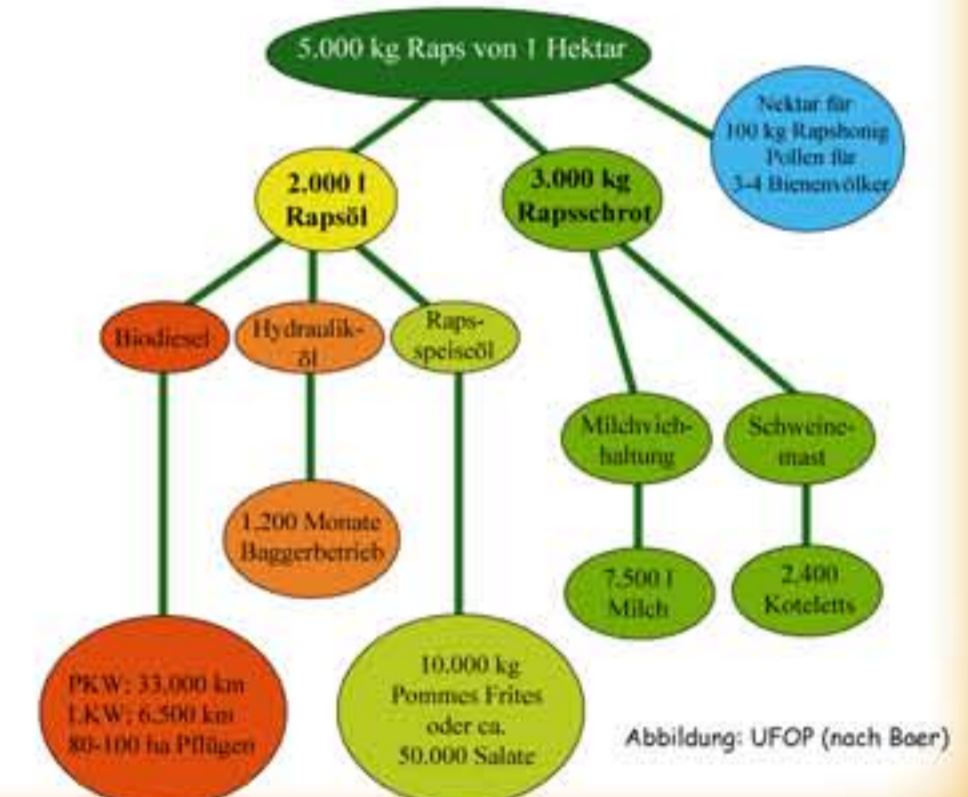 5.000 kg Raps von 1 Hektar
Nektar für
100 kg Rapshonig
Pollen für
3-4 Bienenvölker
2.000 l
Rapsöl
3.000 kg
Rapsschrot
Biodiesel
Hydraulik-
öl
Raps-
speiseöl
Milchvieh-
haltung
Schweine-
mast
1.200 Monate
Baggerbetrieb
7.500 l
Milch
2.400
Koteletts
PKW: 33.000 km
LKW: 6.500 km
80-100 ha Pflügen
10.000 kg
Pommes Frites
oder ca.
50.000 Salate
Abbildung: UFOP (nach Baer)